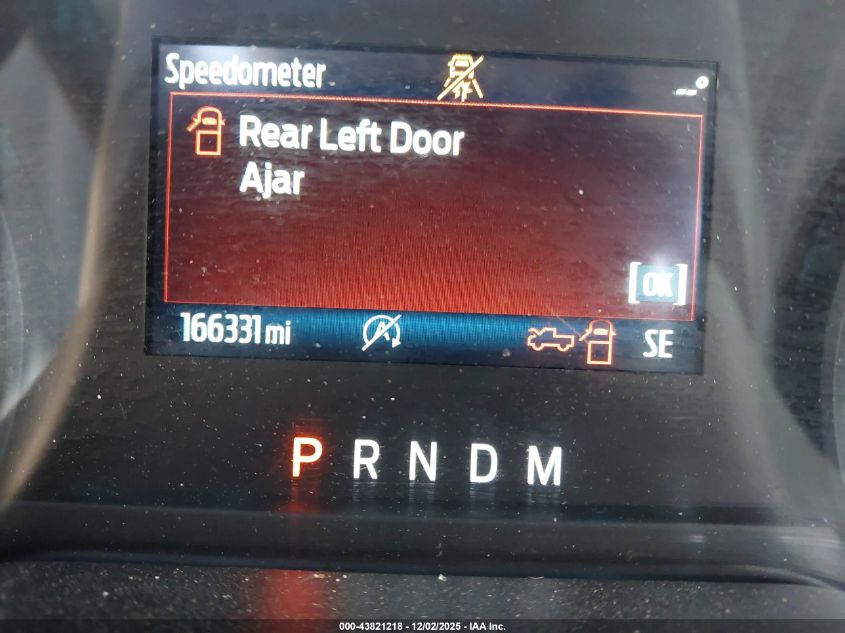 Speedometer
--°
Rear Left Door
Ajar
[OK]
166331 mi
A
SE
P R N D M
000-43821218 - 12/02/2025 - IAA Inc.